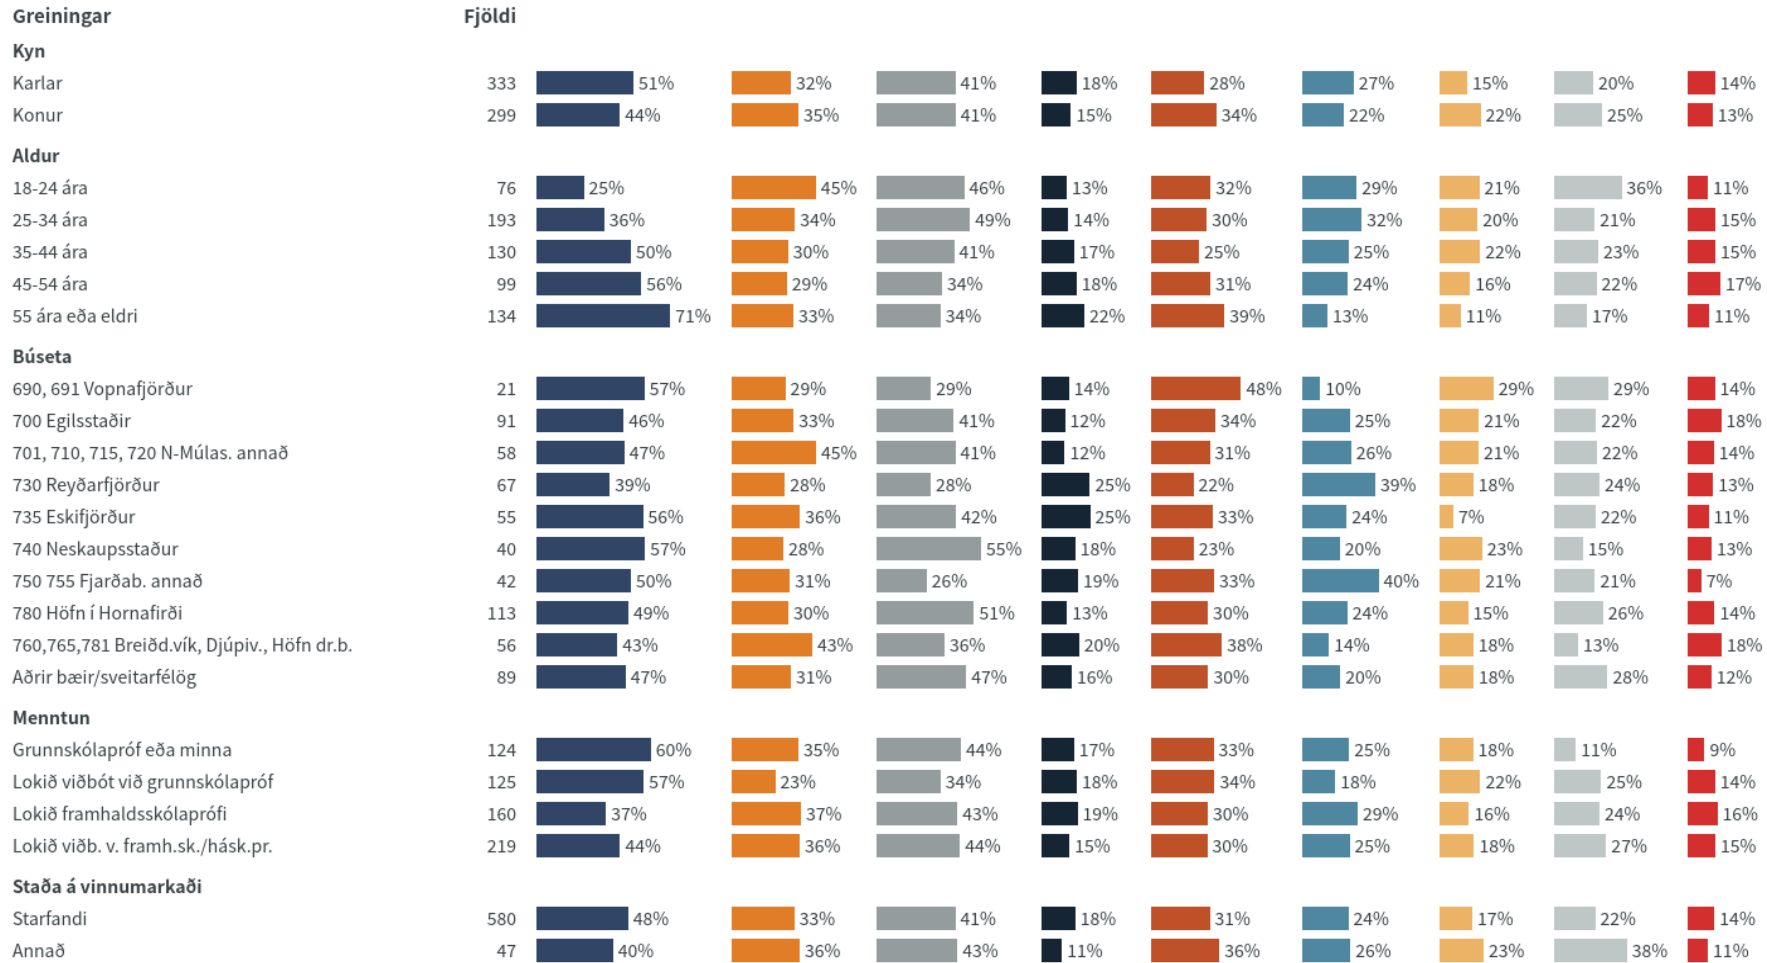 Greiningar Fjöldi
Kyn
Karlar 333 51% 32% 41% 18% 28% 27% 15% 20% 14%
Konur 299 44% 35% 41% 15% 34% 22% 22% 25% 13%
Aldur
18-24 ára 76 25% 45% 46% 13% 32% 29% 21% 36% 11%
25-34 ára 193 36% 34% 49% 14% 30% 32% 20% 21% 15%
35-44 ára 130 50% 30% 41% 17% 25% 25% 22% 23% 15%
45-54 ára 99 56% 29% 34% 18% 31% 24% 16% 22% 17%
55 ára eða eldri 134 71% 33% 34% 22% 39% 13% 11% 17% 11%
Búseta
690, 691 Vopnafjörður 21 57% 29% 29% 14% 48% 10% 29% 29% 14%
700 Egilsstaðir 91 46% 33% 41% 12% 34% 25% 21% 22% 18%
701, 710, 715, 720 N-Múlas. annað 58 47% 45% 41% 12% 31% 26% 21% 22% 14%
730 Reyðarfjörður 67 39% 28% 28% 25% 22% 39% 18% 24% 13%
735 Eskifjörður 55 56% 36% 42% 25% 33% 24% 7% 22% 11%
740 Neskaupsstaður 40 57% 28% 55% 18% 23% 20% 23% 15% 13%
750 755 Fjarðab. annað 42 50% 31% 26% 19% 33% 40% 21% 21% 7%
780 Höfn í Hornafirði 113 49% 30% 51% 13% 30% 24% 15% 26% 14%
760,765,781 Breiðd.vík, Djúpiv., Höfn dr.b. 56 43% 43% 36% 20% 38% 14% 18% 13% 18%
Aðrir bæir/sveitarfélög 89 47% 31% 47% 16% 30% 20% 18% 28% 12%
Menntun
Grunnskólapróf eða minna 124 60% 35% 44% 17% 33% 25% 18% 11% 9%
Lokið viðbót við grunnskólapróf 125 57% 23% 34% 18% 34% 18% 22% 25% 14%
Lokið framhaldsskólaprófi 160 37% 37% 43% 19% 30% 29% 16% 24% 16%
Lokið viðb. v. framh.sk./hásk.pr. 219 44% 36% 44% 15% 30% 25% 18% 27% 15%
Staða á vinnumarkaði
Starfandi 580 48% 33% 41% 18% 31% 24% 17% 22% 14%
Annað 47 40% 36% 43% 11% 36% 26% 23% 38% 11%